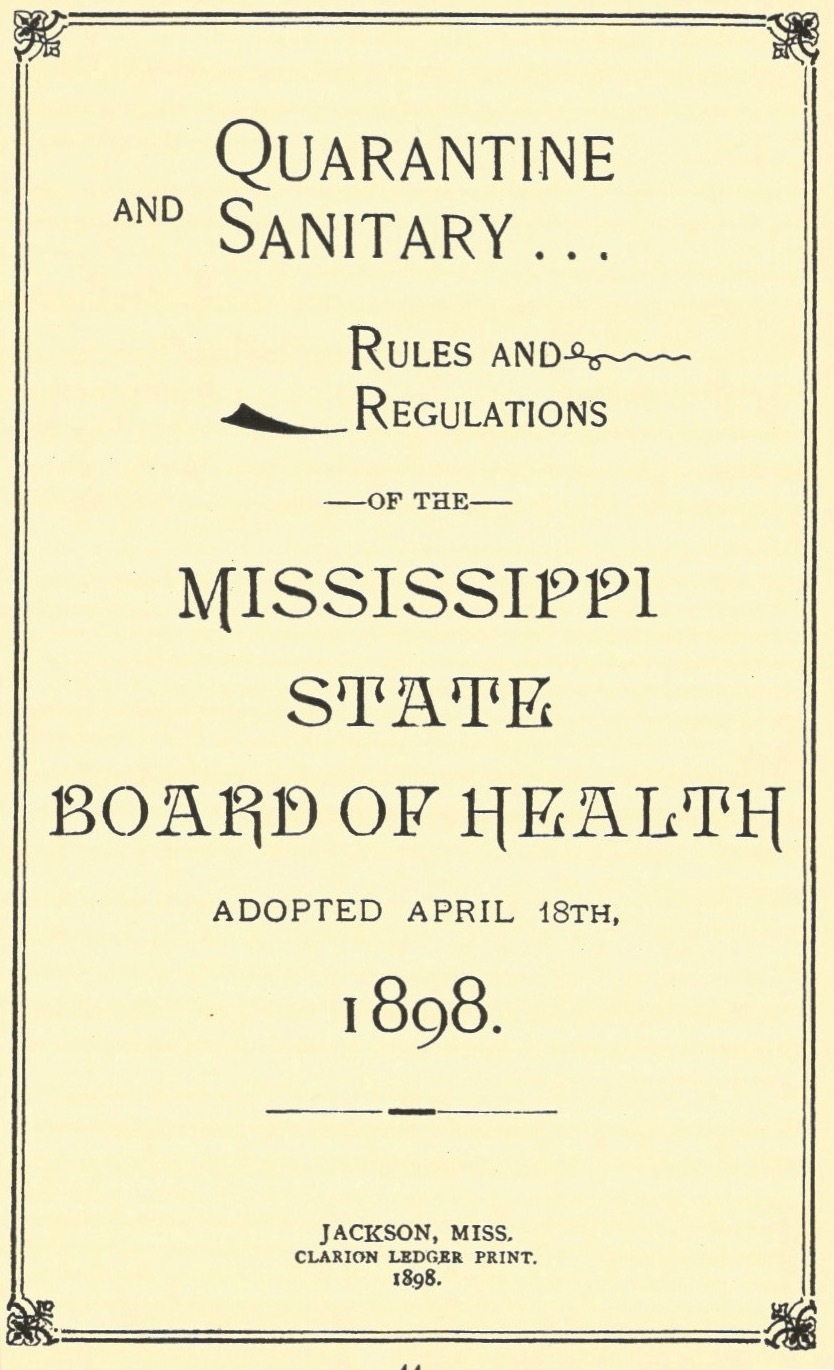 QUARANTINE
AND SANITARY...
RULES AND
REGULATIONS
—OF THE—
MISSISSIPPI
STATE
BOARD OF HEALTH
ADOPTED APRIL 18TH,
1898.
JACKSON, MISS.
CLARION LEDGER PRINT.
1898.